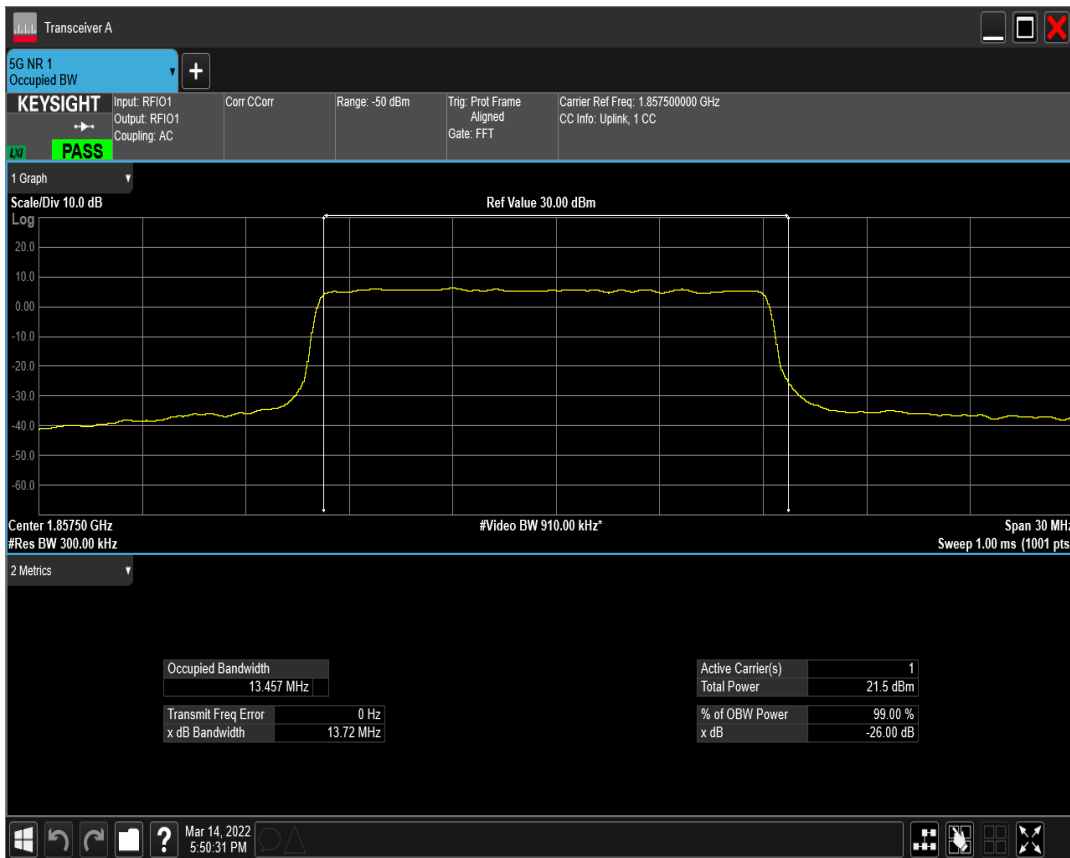 Transceiver A
5G NR 1
Occupied BW
+
KEYSIGHT
LXI
PASS
Input: RFIO1
Output: RFIO1
Coupling: AC
Corr CCorr
Range: -50 dBm
Trig: Prot Frame
Aligned
Gate: FFT
Carrier Ref Freq: 1.857500000 GHz
CC Info: Uplink, 1 CC
1 Graph
Scale/Div 10.0 dB
Ref Value 30.00 dBm
Log
20.0
10.0
0.00
-10.0
-20.0
-30.0
-40.0
-50.0
-60.0
Center 1.85750 GHz
#Video BW 910.00 kHz*
Span 30 MHz
#Res BW 300.00 kHz
Sweep 1.00 ms (1001 pts
2 Metrics
Occupied Bandwidth
13.457 MHz
Transmit Freq Error 0 Hz
x dB Bandwidth 13.72 MHz
Active Carrier(s) 1
Total Power 21.5 dBm
% of OBW Power 99.00 %
x dB -26.00 dB
?
Mar 14, 2022
5:50:31 PM